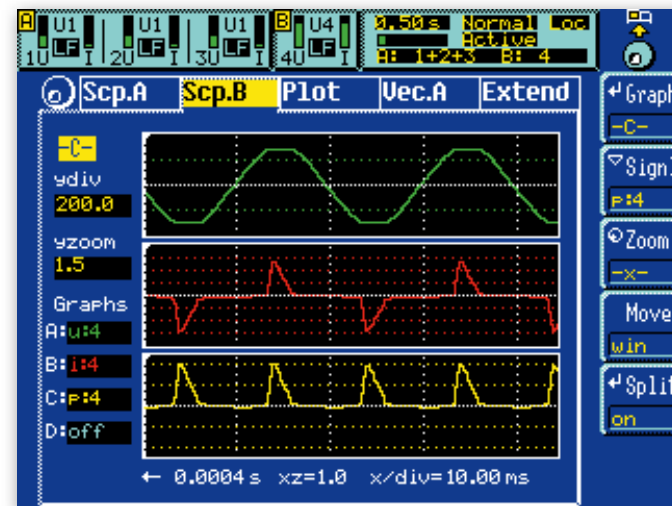 A U1 U1 U1 B U4 0.50s Normal Loc
LF LF LF LF Active
1U I 2U I 3U I 4U I A: 1+2+3 B: 4
Scp.A Scp.B Plot Vec.A Extend
Graph
-C-
-C-
ydiv
200.0
Signl
P:4
yzoom
1.5
Zoom
-x-
Graphs
A:u:4
B:i:4
C:P:4
D:off
Move
win
Split
on
← 0.0004 s xz=1.0 x/div=10.00 ms